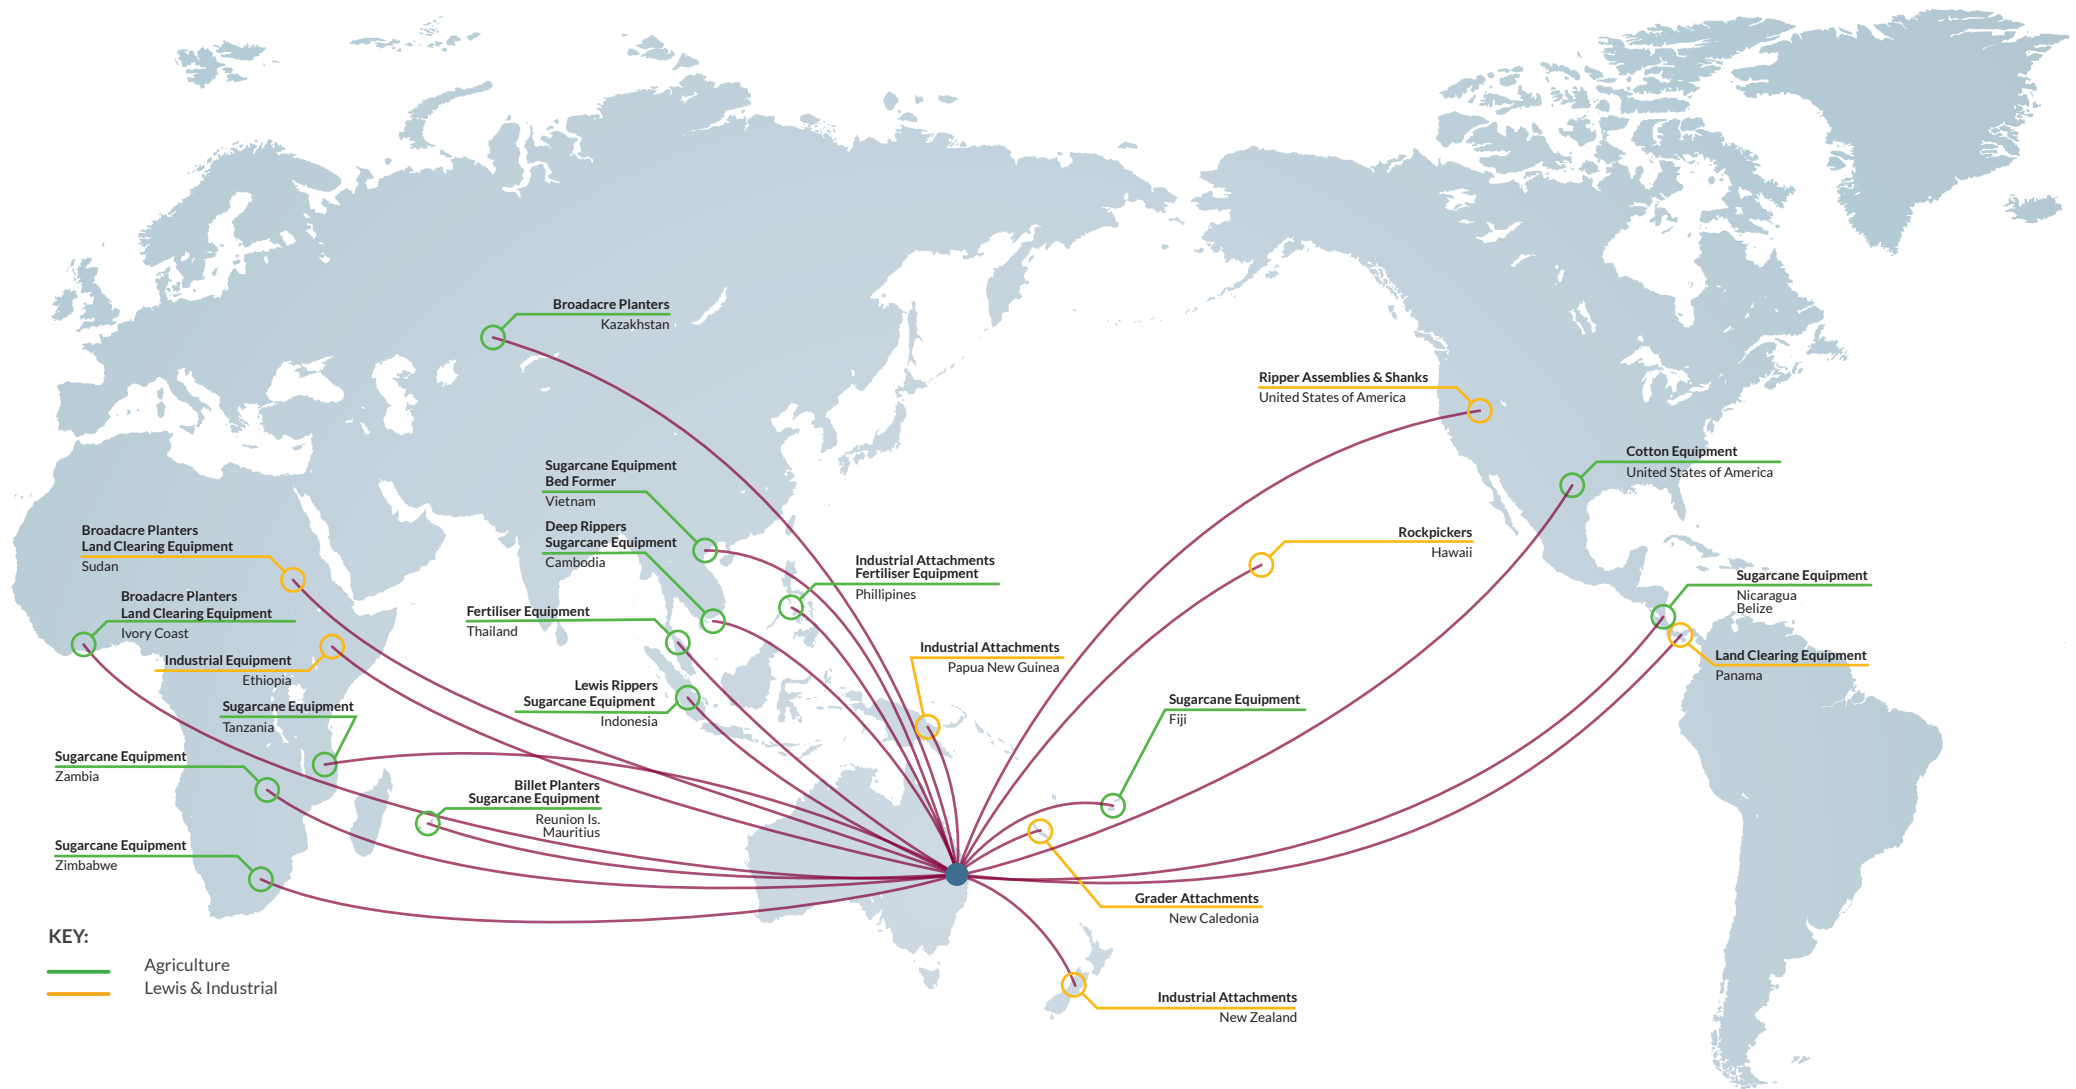 Broadacre Planters
Kazakhstan
Ripper Assemblies & Shanks
United States of America
Cotton Equipment
United States of America
Sugarcane Equipment
Bed Former
Vietnam
Deep Rippers
Sugarcane Equipment
Cambodia
Broadacre Planters
Land Clearing Equipment
Sudan
Rockpickers
Hawaii
Industrial Attachments
Fertiliser Equipment
Phillipines
Sugarcane Equipment
Nicaragua
Belize
Broadacre Planters
Land Clearing Equipment
Ivory Coast
Fertiliser Equipment
Thailand
Industrial Attachments
Papua New Guinea
Land Clearing Equipment
Panama
Industrial Equipment
Ethiopia
Lewis Rippers
Sugarcane Equipment
Indonesia
Sugarcane Equipment
Fiji
Sugarcane Equipment
Tanzania
Sugarcane Equipment
Zambia
Billet Planters
Sugarcane Equipment
Reunion Is.
Mauritius
Sugarcane Equipment
Zimbabwe
Grader Attachments
New Caledonia
Industrial Attachments
New Zealand
KEY:
Agriculture
Lewis & Industrial